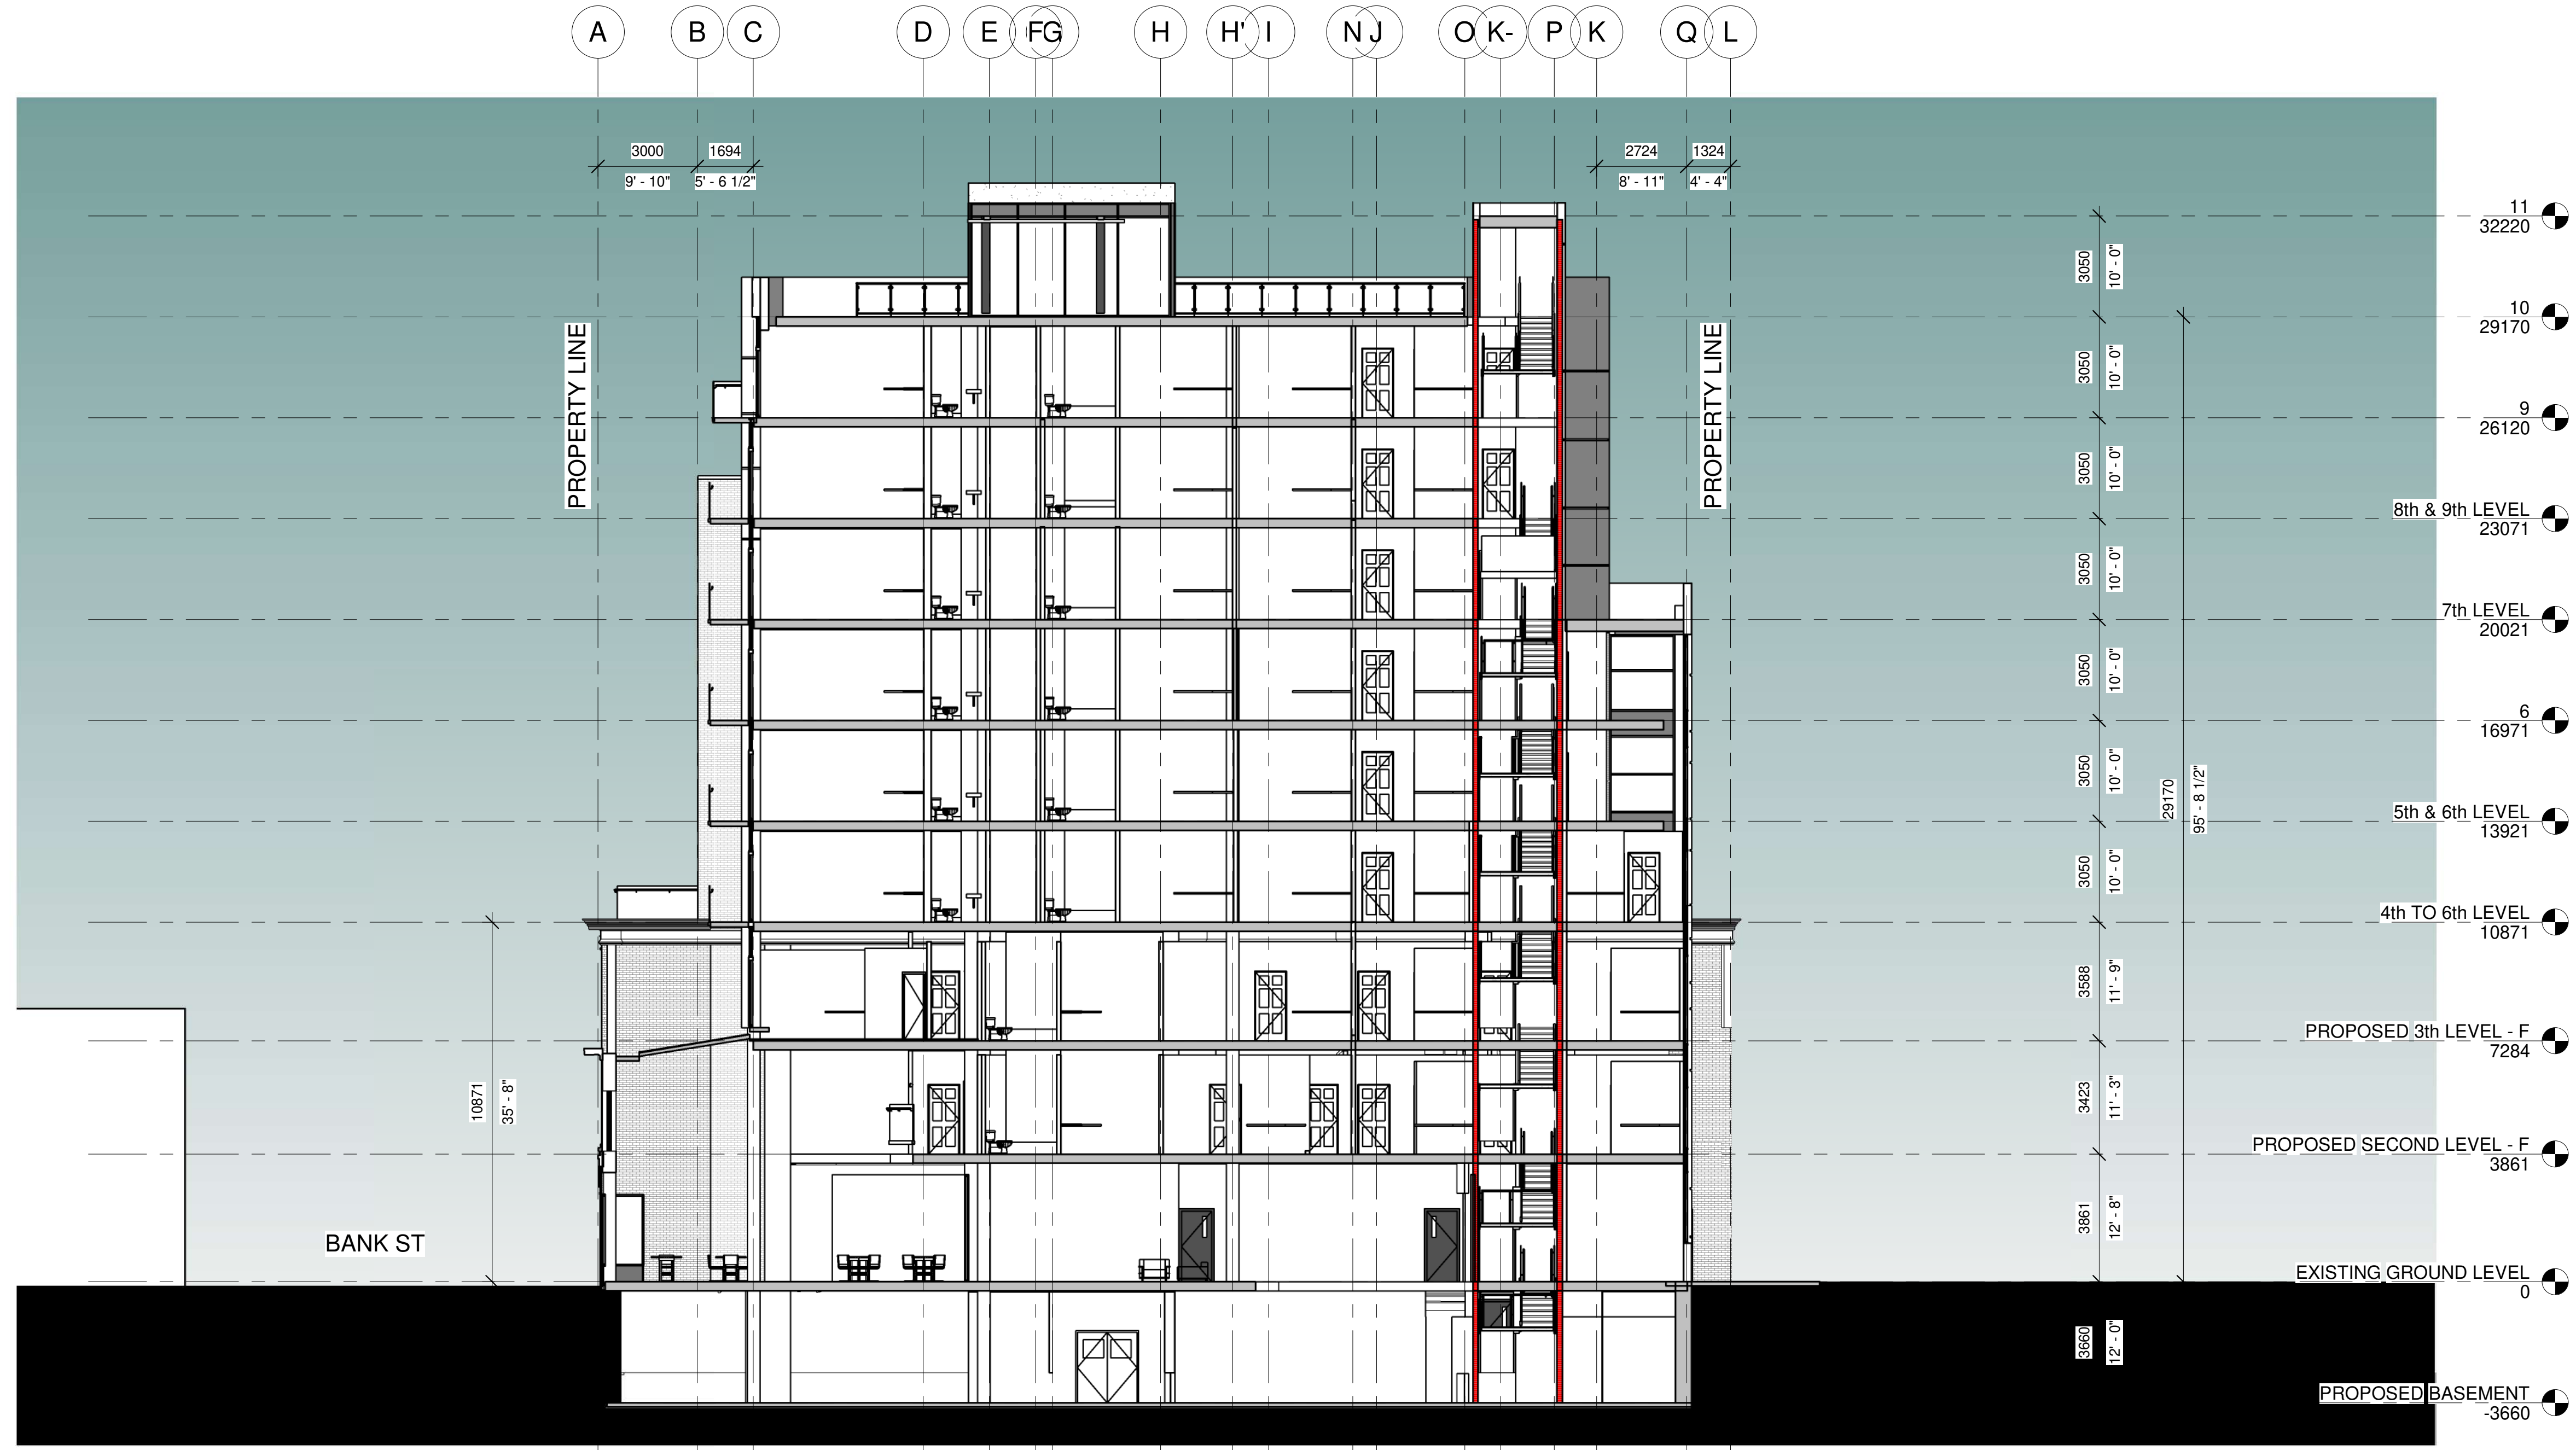 A
B
C
D
E
F
G
H
H'
I
N
J
O
K-
P
K
Q
L
3000
1694
2724
1324
9' - 10"
5' - 6 1/2"
8' - 11"
4' - 4"
11
32220
3050
10' - 0"
10
29170
PROPERTY LINE
PROPERTY LINE
3050
10' - 0"
9
26120
3050
10' - 0"
8th & 9th LEVEL
23071
3050
10' - 0"
7th LEVEL
20021
3050
10' - 0"
6
16971
3050
10' - 0"
29170
95' - 8 1/2"
5th & 6th LEVEL
13921
3050
10' - 0"
4th TO 6th LEVEL
10871
3588
11' - 9"
PROPOSED 3th LEVEL - F
7284
10871
35' - 8"
3423
11' - 3"
PROPOSED SECOND LEVEL - F
3861
3861
12' - 8"
BANK ST
EXISTING GROUND LEVEL
0
3660
12' - 0"
PROPOSED BASEMENT
-3660